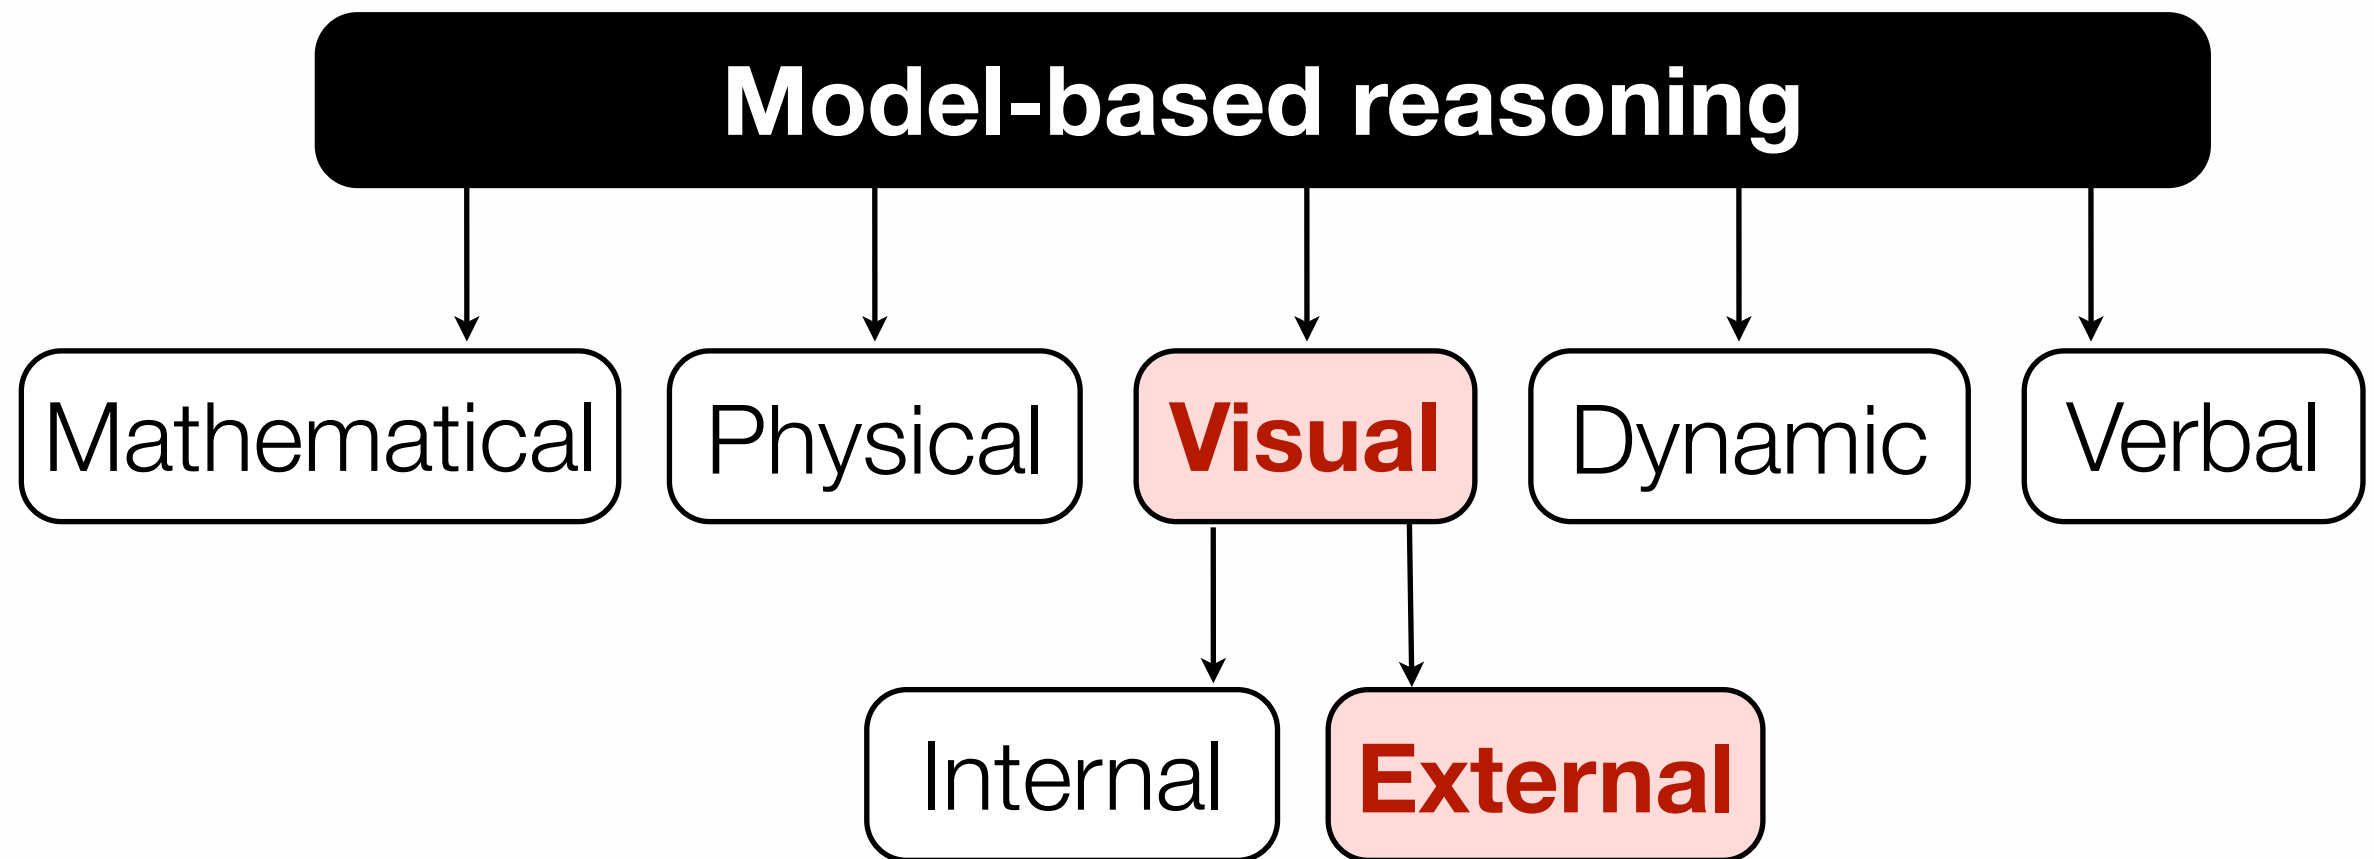 Model-based reasoning
Mathematical
Physical
Visual
Dynamic
Verbal
Internal
External